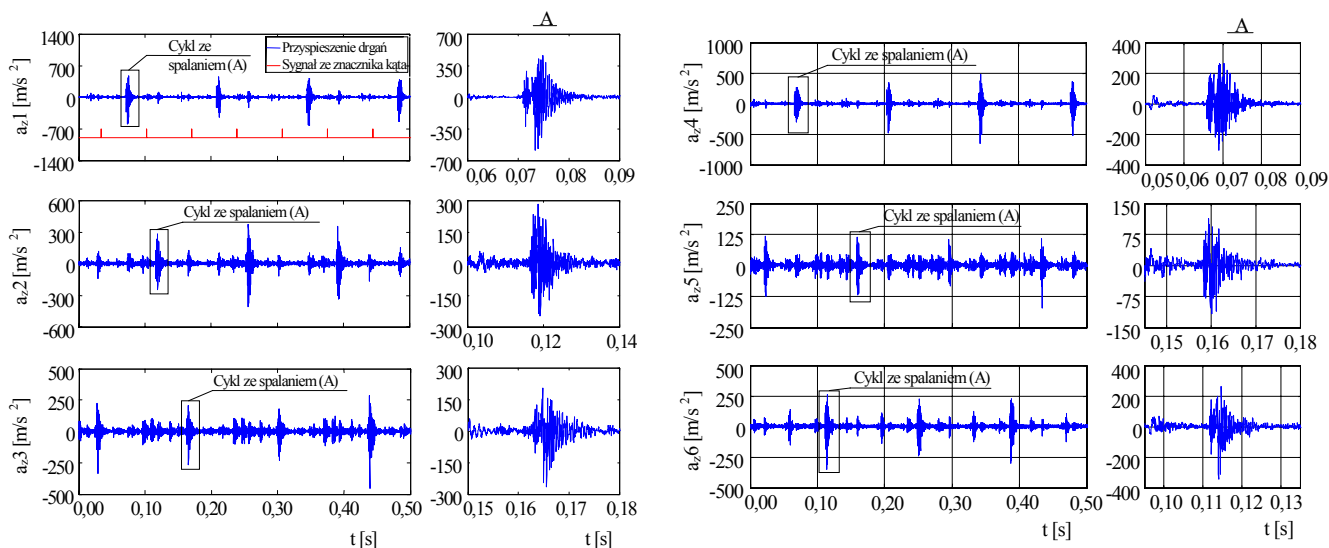 A
1400
700
0
-700
-1400
a_z1 [m/s²]
Cykl ze
spalaniem (A)
Przyspieszenie drgań
Sygnał ze znacznika kąta
700
350
0
-350
-700
0,06 0,07 0,08 0,09
600
300
0
-300
-600
a_z2 [m/s²]
Cykl ze spalaniem (A)
300
150
0
-150
-300
0,10 0,12 0,14
500
250
0
-250
-500
a_z3 [m/s²]
Cykl ze spalaniem (A)
0,00 0,10 0,20 0,30 0,40 0,50
t [s]
300
150
0
-150
-300
0,15 0,16 0,17 0,18
t [s]
A
1000
500
0
-500
-1000
a_z4 [m/s²]
Cykl ze spalaniem (A)
400
200
0
-200
-400
0,05 0,06 0,07 0,08 0,09
250
125
0
-125
-250
a_z5 [m/s²]
Cykl ze spalaniem (A)
150
75
0
-75
-150
0,15 0,16 0,17 0,18
500
250
0
-250
-500
a_z6 [m/s²]
Cykl ze spalaniem (A)
0,00 0,10 0,20 0,30 0,40 0,50
t [s]
400
200
0
-200
-400
0,10 0,11 0,12 0,13
t [s]